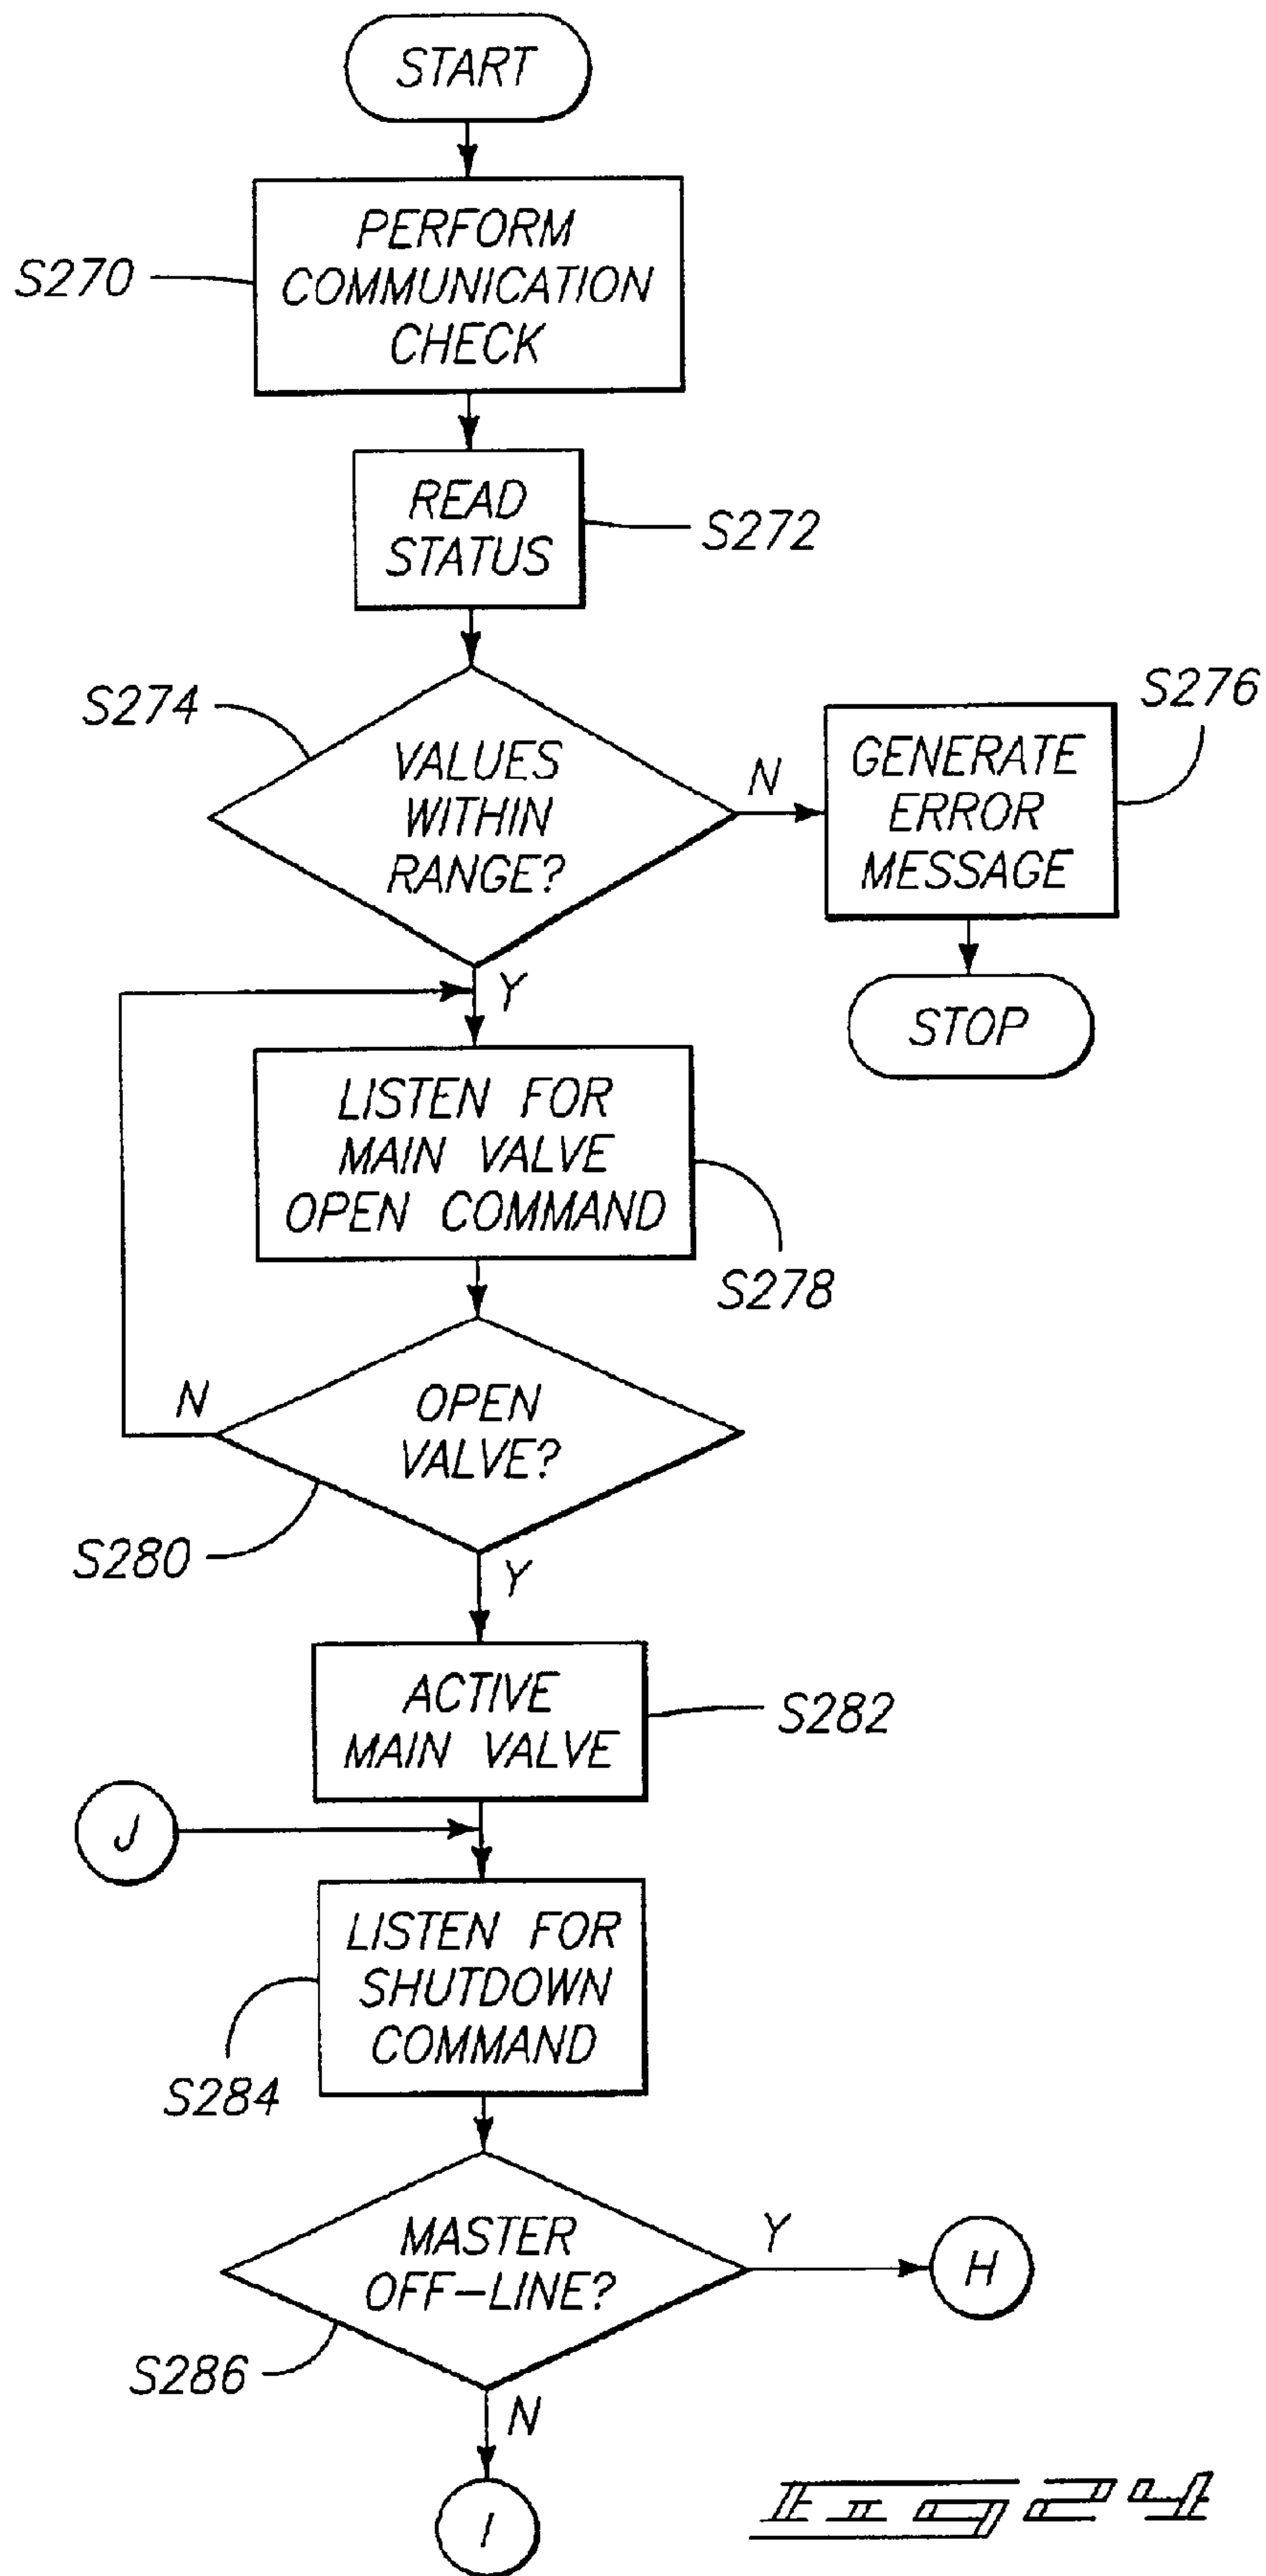 START
PERFORM
COMMUNICATION
CHECK
S270
READ
STATUS
S272
S274
VALUES
WITHIN
RANGE?
N
GENERATE
ERROR
MESSAGE
S276
STOP
Y
LISTEN FOR
MAIN VALVE
OPEN COMMAND
S278
N
OPEN
VALVE?
S280
Y
ACTIVE
MAIN VALVE
S282
J
LISTEN FOR
SHUTDOWN
COMMAND
S284
MASTER
OFF-LINE?
Y
H
S286
N
I
FIG 24